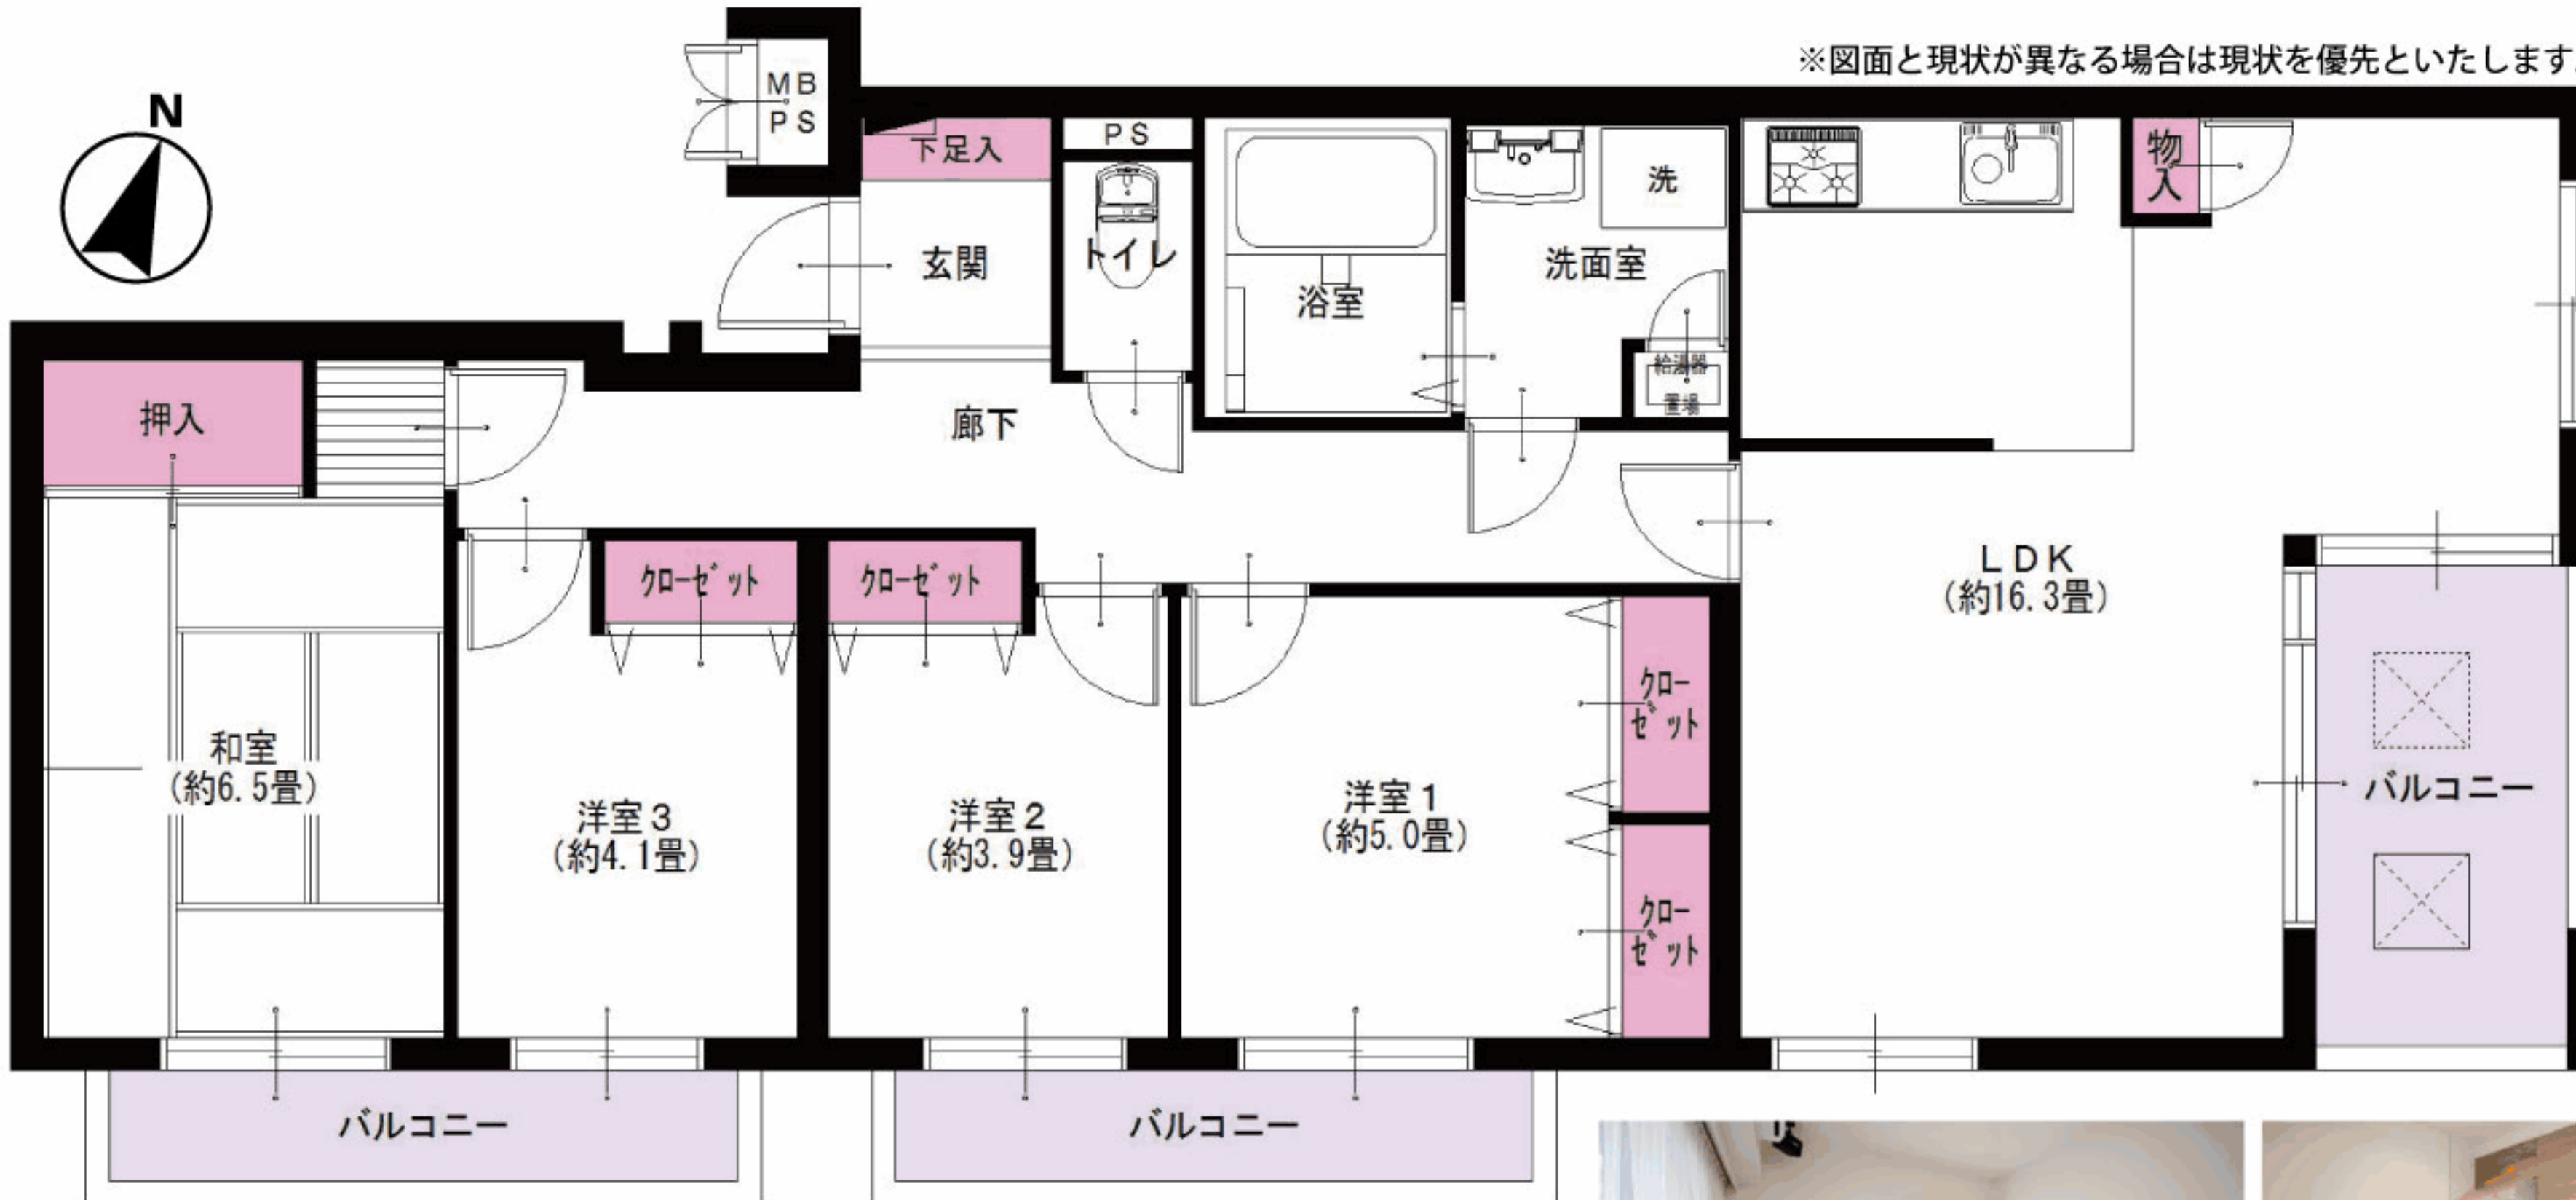 ※図面と現状が異なる場合は現状を優先といたします。
N
MB
PS
下足入
PS
玄関
トイレ
浴室
洗
洗面室
給湯器
置場
物入
押入
廊下
LDK
(約16.3畳)
クローゼット
クローゼット
クローゼット
クローゼット
和室
(約6.5畳)
洋室3
(約4.1畳)
洋室2
(約3.9畳)
洋室1
(約5.0畳)
バルコニー
バルコニー
バルコニー